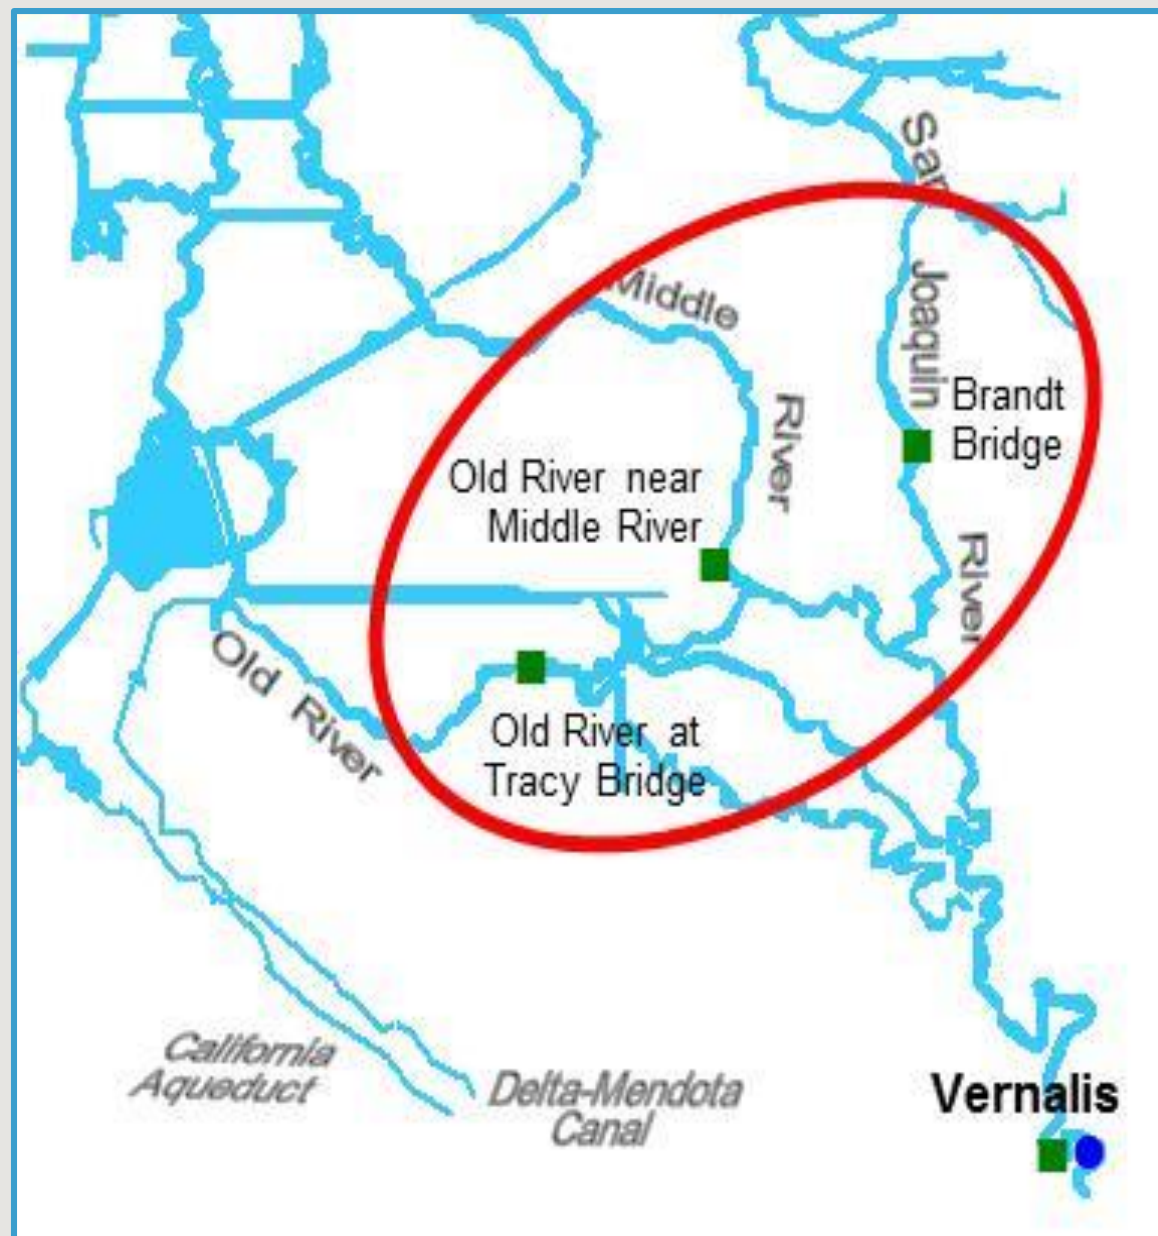 San
Joaquin
River
Middle
River
Brandt
Bridge
Old River near
Middle River
Old River
Old River at
Tracy Bridge
California
Aqueduct
Delta-Mendota
Canal
Vernalis